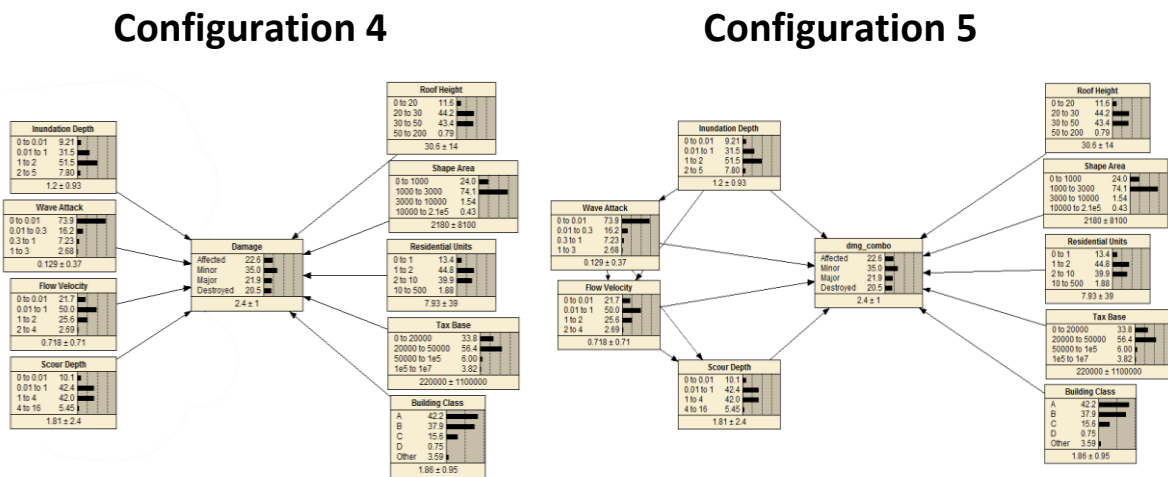 Configuration 4
Inundation Depth
0 to 0.01 9.21
0.01 to 1 31.5
1 to 2 51.5
2 to 5 7.80
1.2 ± 0.93
Wave Attack
0 to 0.01 73.9
0.01 to 0.3 16.2
0.3 to 1 7.23
1 to 3 2.68
0.129 ± 0.37
Flow Velocity
0 to 0.01 21.7
0.01 to 1 50.0
1 to 2 25.6
2 to 4 2.69
0.718 ± 0.71
Scour Depth
0 to 0.01 10.1
0.01 to 1 42.4
1 to 4 42.0
4 to 16 5.45
1.81 ± 2.4
Damage
Affected 22.6
Minor 35.0
Major 21.9
Destroyed 20.5
2.4 ± 1
Roof Height
0 to 20 11.6
20 to 30 44.2
30 to 50 43.4
50 to 200 0.79
30.6 ± 14
Shape Area
0 to 1000 24.0
1000 to 3000 74.1
3000 to 10000 1.54
10000 to 2.1e5 0.43
2180 ± 8100
Residential Units
0 to 1 13.4
1 to 2 44.8
2 to 10 39.9
10 to 500 1.88
7.93 ± 39
Tax Base
0 to 20000 33.8
20000 to 50000 56.4
50000 to 1e5 6.00
1e5 to 1e7 3.82
220000 ± 1100000
Building Class
A 42.2
B 37.9
C 15.6
D 0.75
Other 3.59
1.86 ± 0.95
Configuration 5
Inundation Depth
0 to 0.01 9.21
0.01 to 1 31.5
1 to 2 51.5
2 to 5 7.80
1.2 ± 0.93
Wave Attack
0 to 0.01 73.9
0.01 to 0.3 16.2
0.3 to 1 7.23
1 to 3 2.68
0.129 ± 0.37
Flow Velocity
0 to 0.01 21.7
0.01 to 1 50.0
1 to 2 25.6
2 to 4 2.69
0.718 ± 0.71
Scour Depth
0 to 0.01 10.1
0.01 to 1 42.4
1 to 4 42.0
4 to 16 5.45
1.81 ± 2.4
dmg_combo
Affected 22.6
Minor 35.0
Major 21.9
Destroyed 20.5
2.4 ± 1
Roof Height
0 to 20 11.6
20 to 30 44.2
30 to 50 43.4
50 to 200 0.79
30.6 ± 14
Shape Area
0 to 1000 24.0
1000 to 3000 74.1
3000 to 10000 1.54
10000 to 2.1e5 0.43
2180 ± 8100
Residential Units
0 to 1 13.4
1 to 2 44.8
2 to 10 39.9
10 to 500 1.88
7.93 ± 39
Tax Base
0 to 20000 33.8
20000 to 50000 56.4
50000 to 1e5 6.00
1e5 to 1e7 3.82
220000 ± 1100000
Building Class
A 42.2
B 37.9
C 15.6
D 0.75
Other 3.59
1.86 ± 0.95